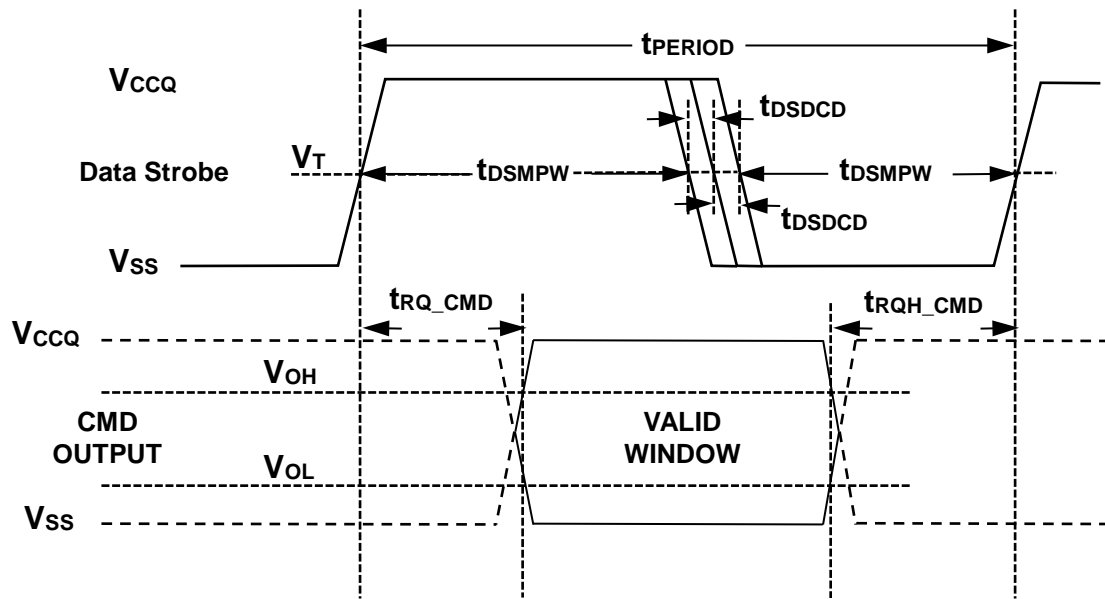 tPERIOD
VCCQ
tDSDCD
VT
Data Strobe
tDSMPW
tDSMPW
tDSDCD
VSS
tRQ_CMD
tRQH_CMD
VCCQ
VOH
CMD
OUTPUT
VALID
WINDOW
VOL
VSS